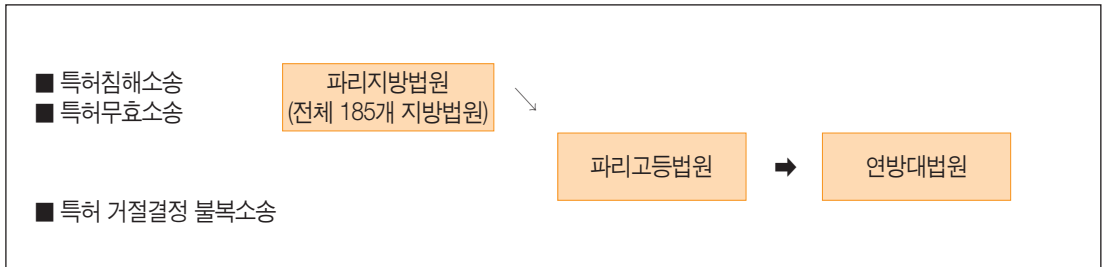 ■ 특허침해소송
■ 특허무효소송
파리지방법원
(전체 185개 지방법원)
↘
파리고등법원
➡
연방대법원
■ 특허 거절결정 불복소송